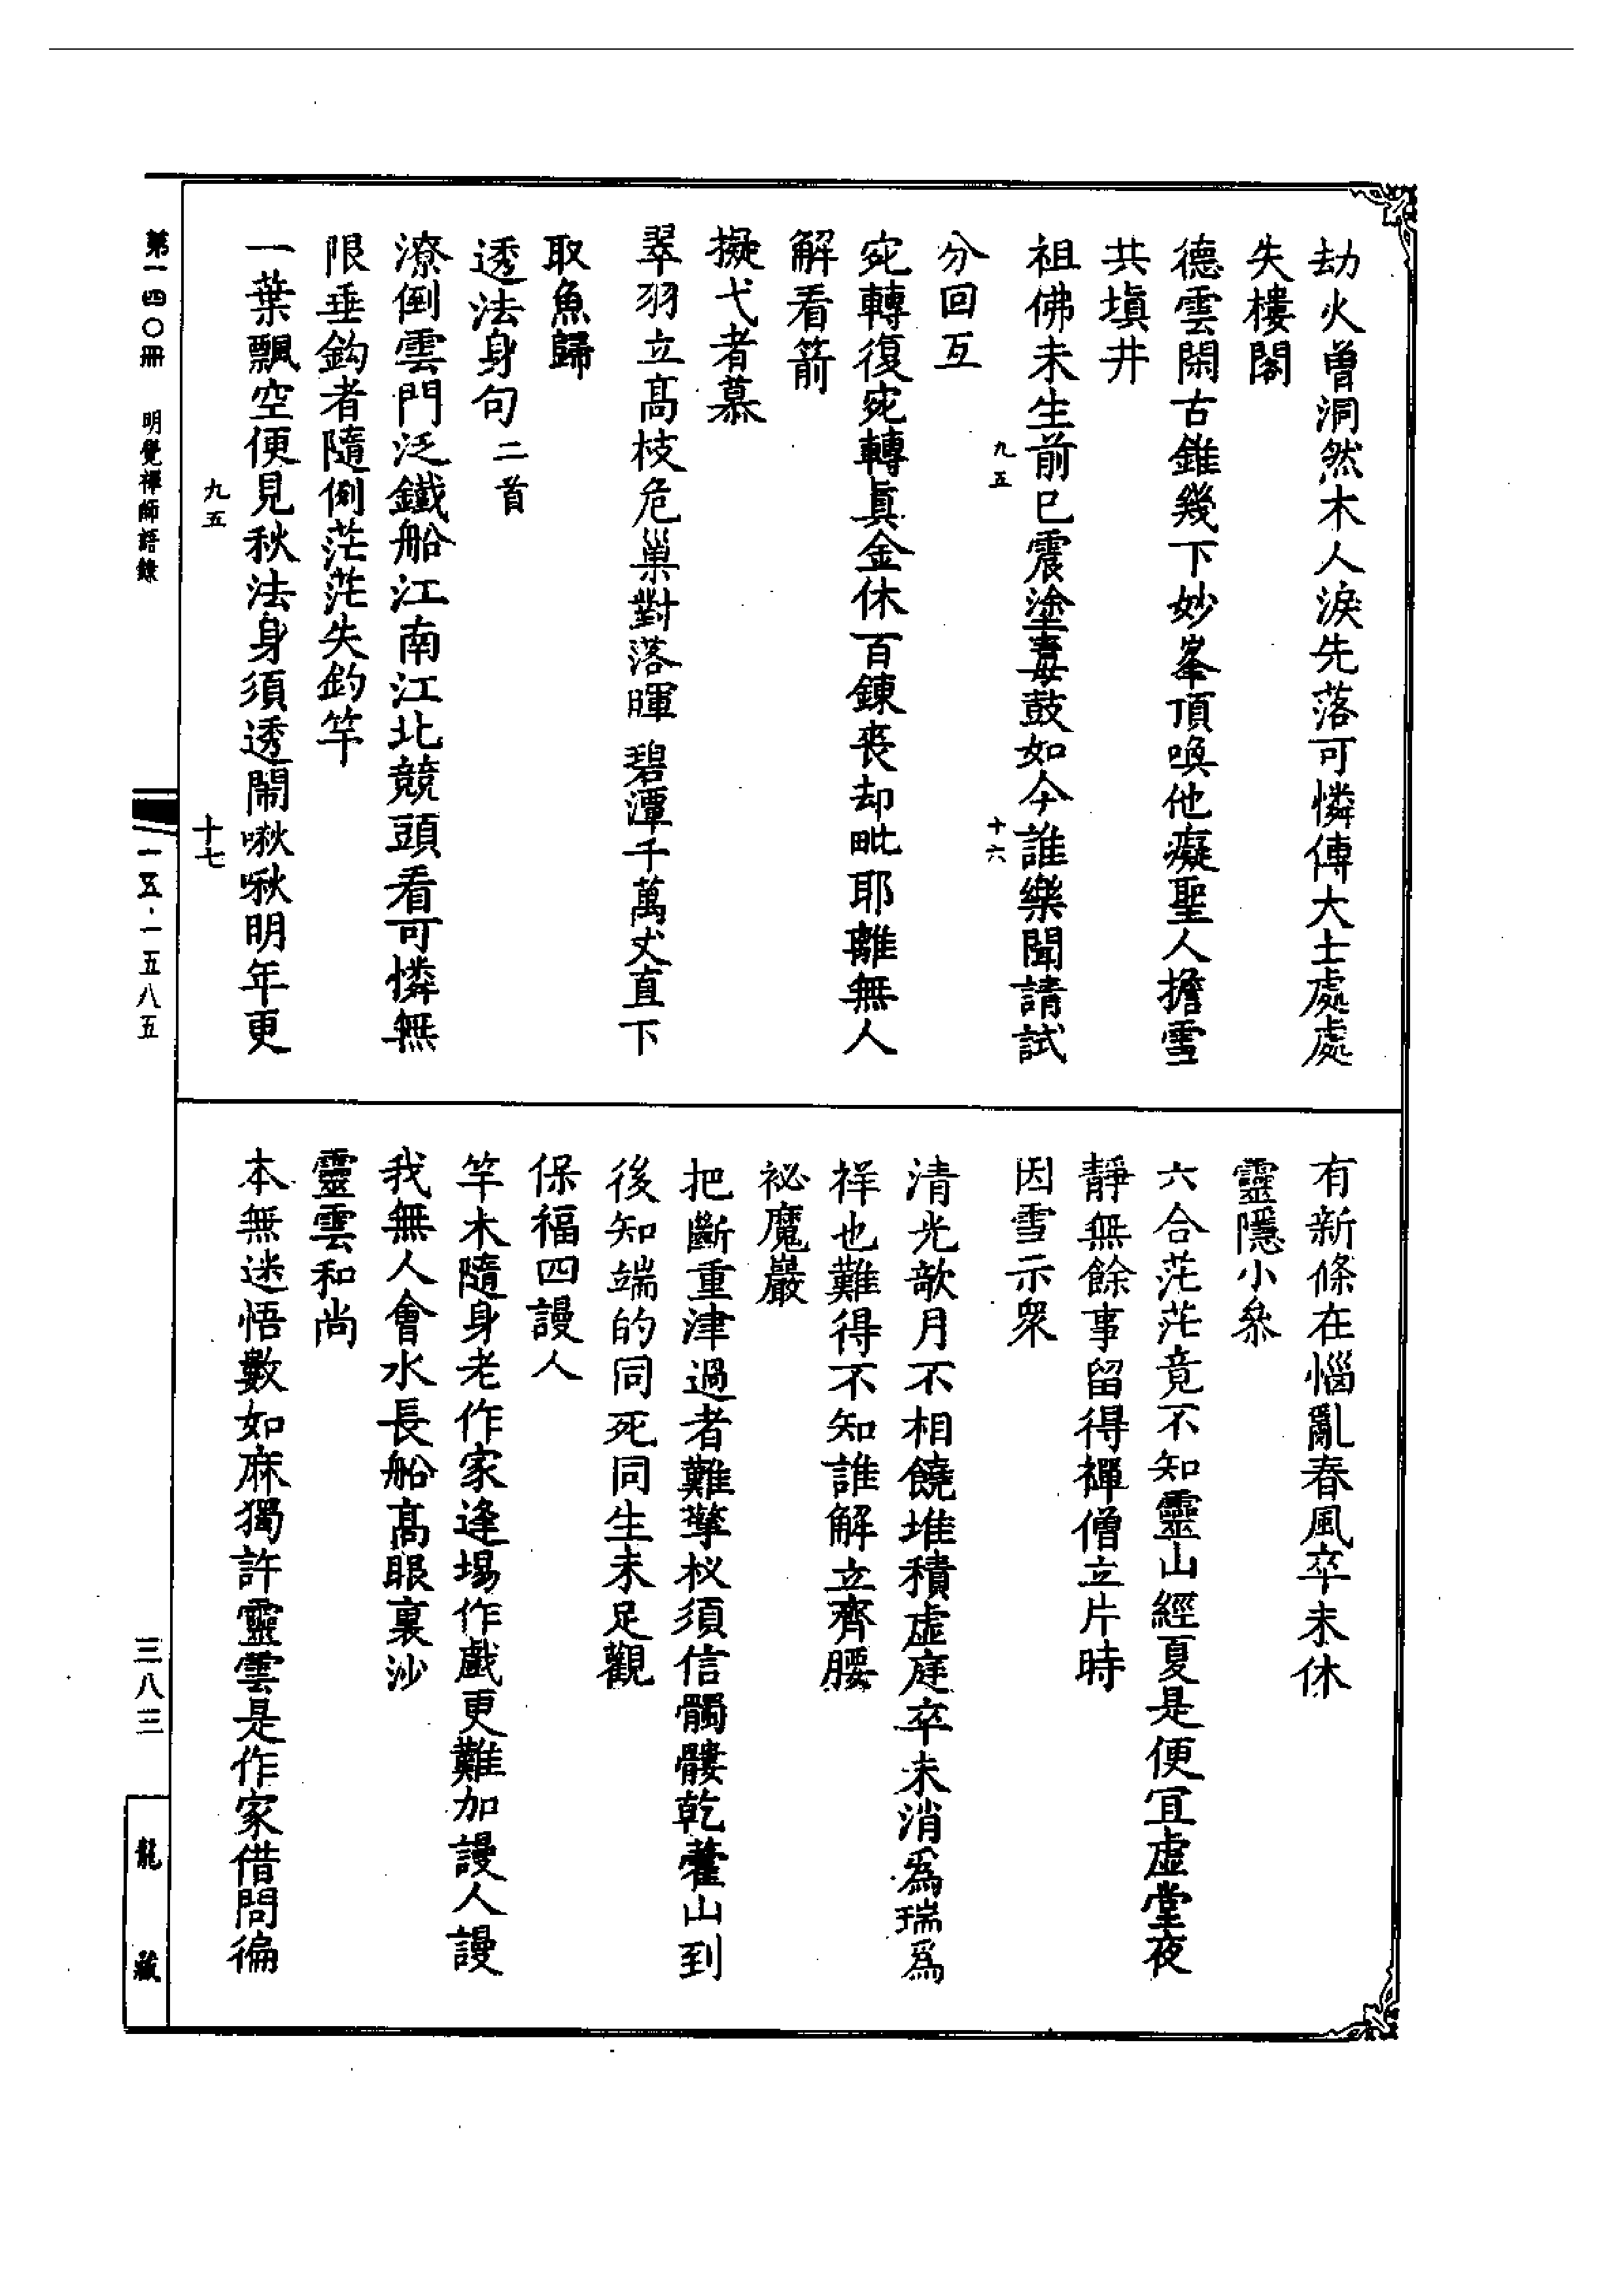 劫火曾洞然木人淚先落可憐傅大士處處
失樓閣
德雲閑古錐幾下妙峯頂喚他癡聖人擔雪
共塡井
祖佛未生前已震塗毒鼓如今誰樂聞請試
九五
十六
分回互
宛轉復宛轉眞金休百鍊喪却毗耶離無人
解看箭
擬弋者慕
翠羽立高枝危巢對落暉碧潭千萬丈直下
取魚歸
透法身句二首
潦倒雲門泛鐵船江南江北競頭看可憐無
限垂鈎者隨例茫茫失釣竿
一葉飄空便見秋法身須透鬧啾啾明年更
九五
十七
有新條在惱亂春風卒未休
靈隱小叅
六合茫茫竟不知靈山經夏是便宜虛堂夜
靜無餘事留得禪僧立片時
因雪示衆
清光敵月不相饒堆積虛庭卒未消爲瑞爲
祥也難得不知誰解立齊腰
祕魔巖
把斷重津過者難擎杈須信髑髏乾藿山到
後知端的同死同生未足觀
保福四謾人
竿木隨身老作家逢場作戲更難加謾人謾
我無人會水長船高眼裏沙
靈雲和尚
本無迷悟數如麻獨許靈雲是作家借問徧
第一四〇冊 明覺禪師語錄
一五·一五八五
三八三
龍藏